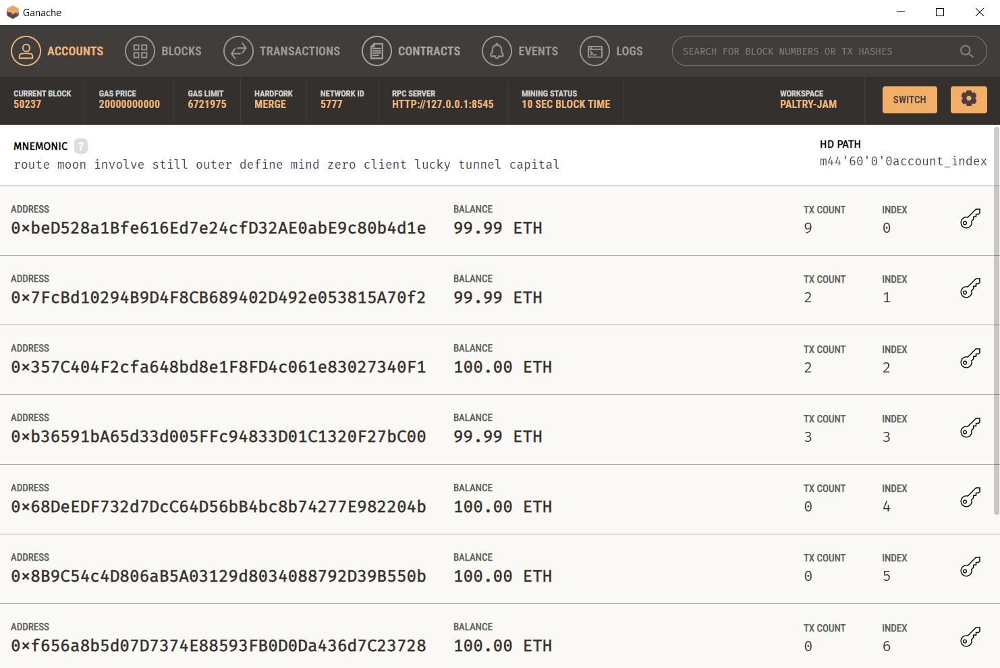 Ganache
ACCOUNTS BLOCKS TRANSACTIONS CONTRACTS EVENTS LOGS SEARCH FOR BLOCK NUMBERS OR TX HASHES
CURRENT BLOCK GAS PRICE GAS LIMIT HARDFORK NETWORK ID RPC SERVER MINING STATUS WORKSPACE
50237 20000000000 6721975 MERGE 5777 HTTP://127.0.0.1:8545 10 SEC BLOCK TIME PALTRY-JAM
SWITCH
MNEMONIC ? HD PATH
route moon involve still outer define mind zero client lucky tunnel capital m44'60'0'0account_index
ADDRESS BALANCE TX COUNT INDEX
0×beD528a1Bfe616Ed7e24cfD32AE0abE9c80b4d1e 99.99 ETH 9 0
ADDRESS BALANCE TX COUNT INDEX
0×7FcBd10294B9D4F8CB689402D492e053815A70f2 99.99 ETH 2 1
ADDRESS BALANCE TX COUNT INDEX
0×357C404F2cfa648bd8e1F8FD4c061e83027340F1 100.00 ETH 2 2
ADDRESS BALANCE TX COUNT INDEX
0×b36591bA65d33d005FFc94833D01C1320F27bC00 99.99 ETH 3 3
ADDRESS BALANCE TX COUNT INDEX
0×68DeEDF732d7DcC64D56bB4bc8b74277E982204b 100.00 ETH 0 4
ADDRESS BALANCE TX COUNT INDEX
0×8B9C54c4D806aB5A03129d8034088792D39B550b 100.00 ETH 0 5
ADDRESS BALANCE TX COUNT INDEX
0×f656a8b5d07D7374E88593FB0D0Da436d7C23728 100.00 ETH 0 6